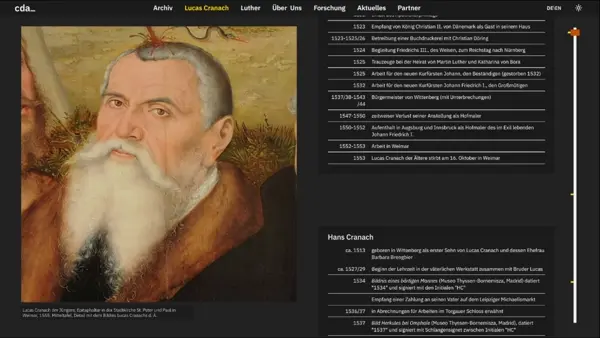 cda_
Archiv Lucas Cranach Luther Über Uns Forschung Aktuelles Partner DE|EN
1523 Empfang von König Christian II. von Dänemark als Gast in seinem Haus
1523-1525/26 Betreibung einer Buchdruckerei mit Christian Döring
1524 Begleitung Friedrichs III., des Weisen, zum Reichstag nach Nürnberg
1525 Trauzeuge bei der Heirat von Martin Luther und Katharina von Bora
1525 Arbeit für den neuen Kurfürsten Johann, den Beständigen (gestorben 1532)
1532 Arbeit für den neuen Kurfürsten Johann Friedrich I., den Großmütigen
1537/38-1543 Bürgermeister von Wittenberg (mit Unterbrechungen)
/44
1547-1550 zeitweiser Verlust seiner Anstellung als Hofmaler
1550-1552 Aufenthalt in Augsburg und Innsbruck als Hofmaler des im Exil lebenden
Johann Friedrich I.
1552-1553 Arbeit in Weimar
1553 Lucas Cranach der Ältere stirbt am 16. Oktober in Weimar
Hans Cranach
ca. 1513 geboren in Wittenberg als erster Sohn von Lucas Cranach und dessen Ehefrau
Barbara Brengbier
ca. 1527/29 Beginn der Lehrzeit in der väterlichen Werkstatt zusammen mit Bruder Lucas
1534 Bildnis eines bärtigen Mannes (Museo Thyssen-Bornemisza, Madrid) datiert
"1534" und signiert mit den Initialen "HC"
Empfang einer Zahlung an seinen Vater auf dem Leipziger Michaelismarkt
1536/37 in Abrechnungen für Arbeiten im Torgauer Schloss erwähnt
1537 Bild Herkules bei Omphale (Museo Thyssen-Bornemisza, Madrid), datiert
"1537" und signiert mit Schlangensignet zwischen Initialen "HC"
Lucas Cranach der Jüngere, Epitaphaltar in der Stadtkirche St. Peter und Paul in
Weimar, 1555, Mitteltafel, Detail mit dem Bildnis Lucas Cranachs d. Ä.